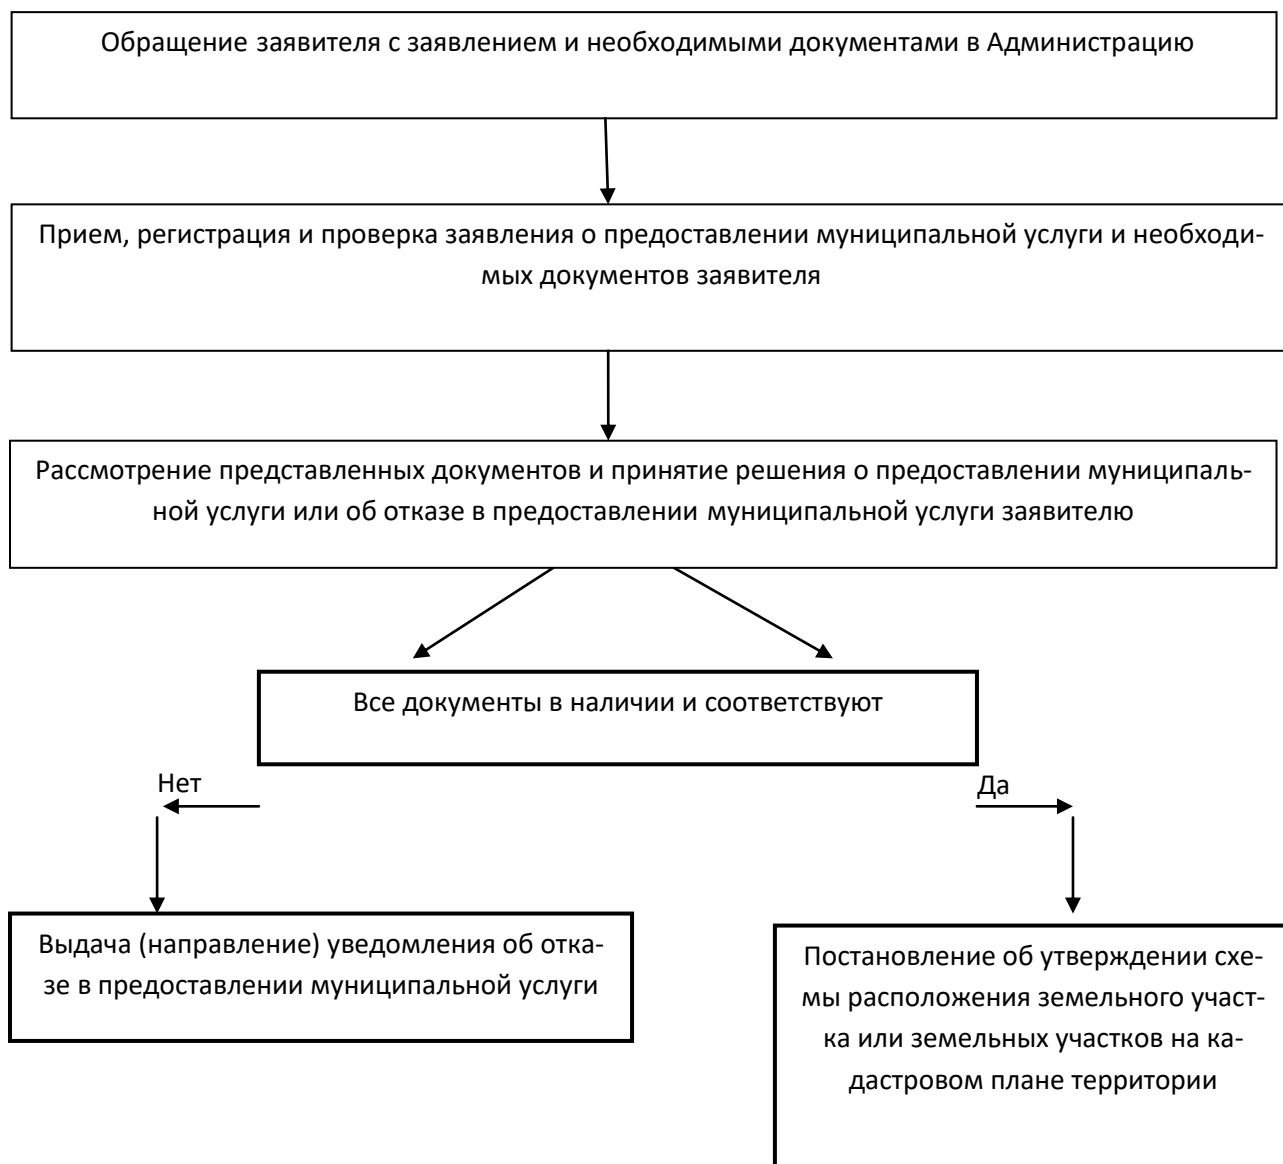 Обращение заявителя с заявлением и необходимыми документами в Администрацию
Прием, регистрация и проверка заявления о предоставлении муниципальной услуги и необходи-
мых документов заявителя
Рассмотрение представленных документов и принятие решения о предоставлении муниципаль-
ной услуги или об отказе в предоставлении муниципальной услуги заявителю
Все документы в наличии и соответствуют
Нет
Да
Выдача (направление) уведомления об отка-
зе в предоставлении муниципальной услуги
Постановление об утверждении схе-
мы расположения земельного участ-
ка или земельных участков на ка-
дастровом плане территории